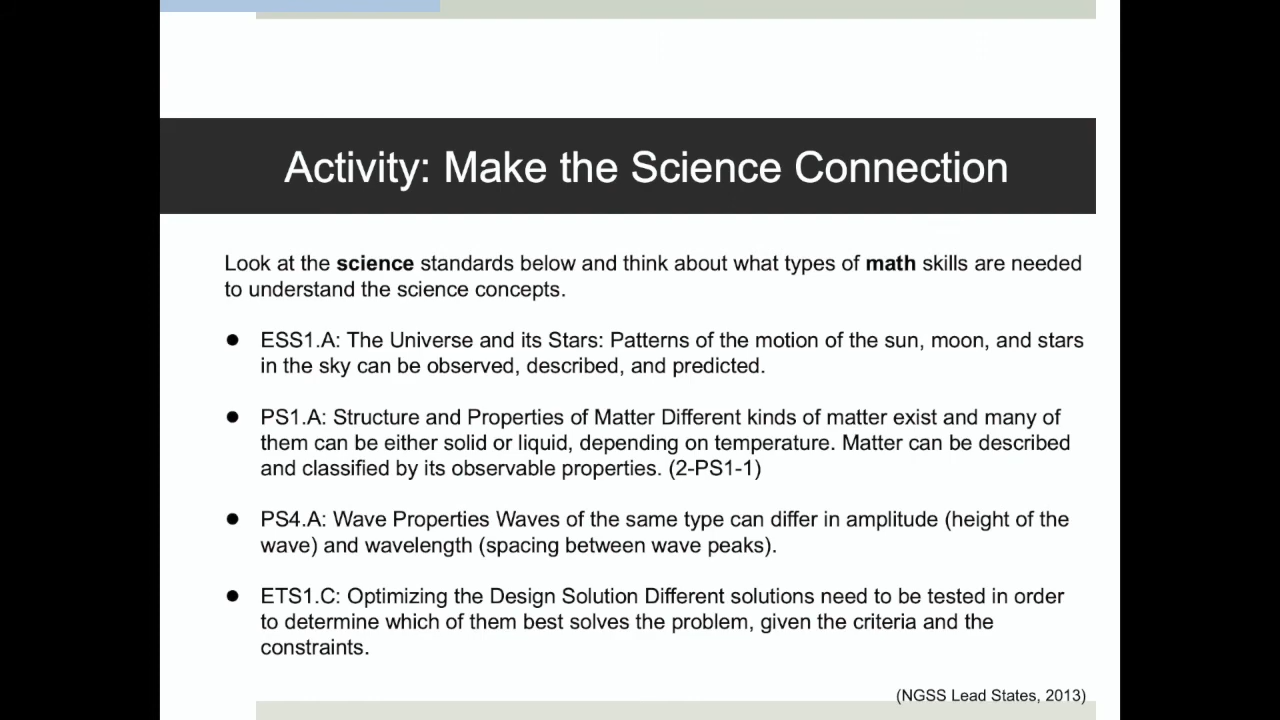 Activity: Make the Science Connection
Look at the science standards below and think about what types of math skills are needed
to understand the science concepts.
● ESS1.A: The Universe and its Stars: Patterns of the motion of the sun, moon, and stars
in the sky can be observed, described, and predicted.
● PS1.A: Structure and Properties of Matter Different kinds of matter exist and many of
them can be either solid or liquid, depending on temperature. Matter can be described
and classified by its observable properties. (2-PS1-1)
● PS4.A: Wave Properties Waves of the same type can differ in amplitude (height of the
wave) and wavelength (spacing between wave peaks).
● ETS1.C: Optimizing the Design Solution Different solutions need to be tested in order
to determine which of them best solves the problem, given the criteria and the
constraints.
(NGSS Lead States, 2013)